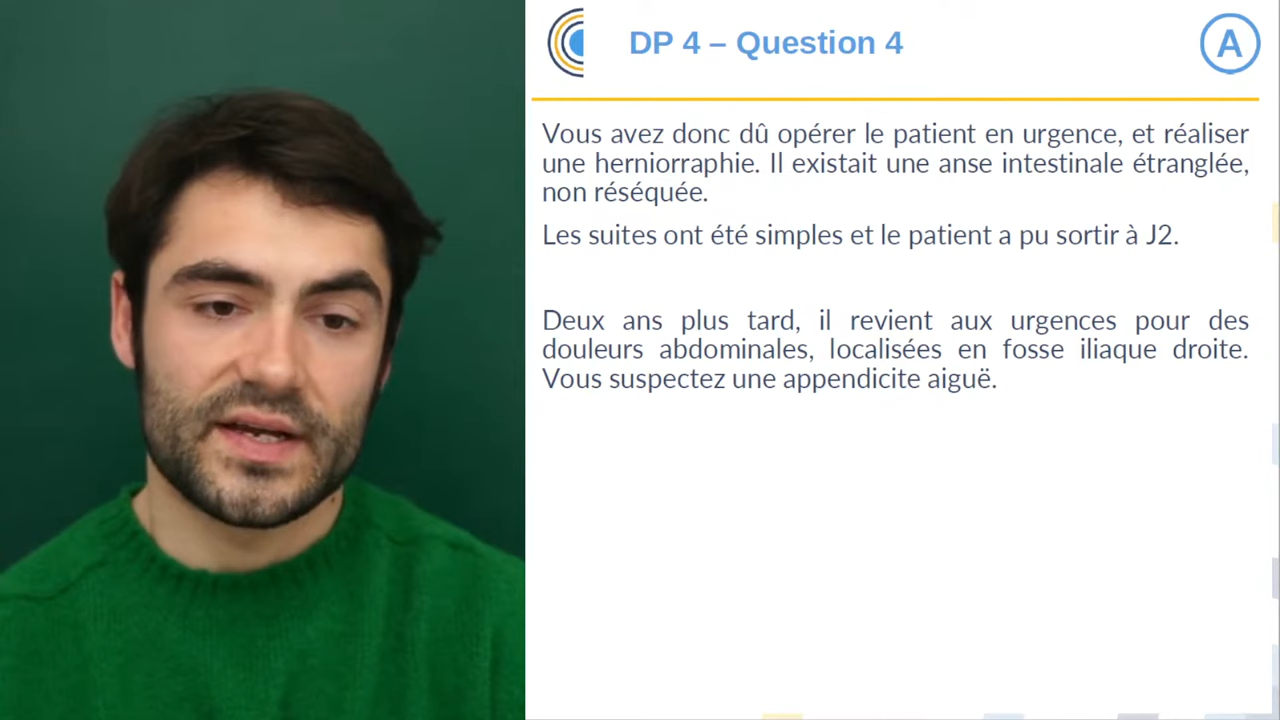 DP 4 – Question 4
A
Vous avez donc dû opérer le patient en urgence, et réaliser
une herniorraphie. Il existait une anse intestinale étranglée,
non réséquée.
Les suites ont été simples et le patient a pu sortir à J2.
Deux ans plus tard, il revient aux urgences pour des
douleurs abdominales, localisées en fosse iliaque droite.
Vous suspectez une appendicite aiguë.